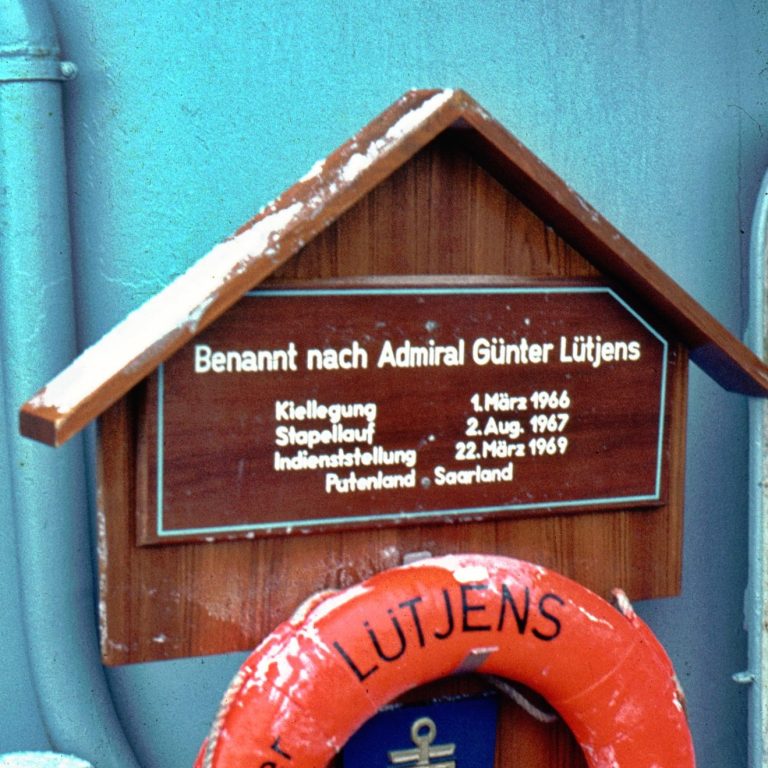 Benannt nach Admiral Günter Lütjens
Kiellegung 1. März 1966
Stapellauf 2. Aug. 1967
Indienststellung 22. März 1969
Patenland Saarland
LÜTJENS